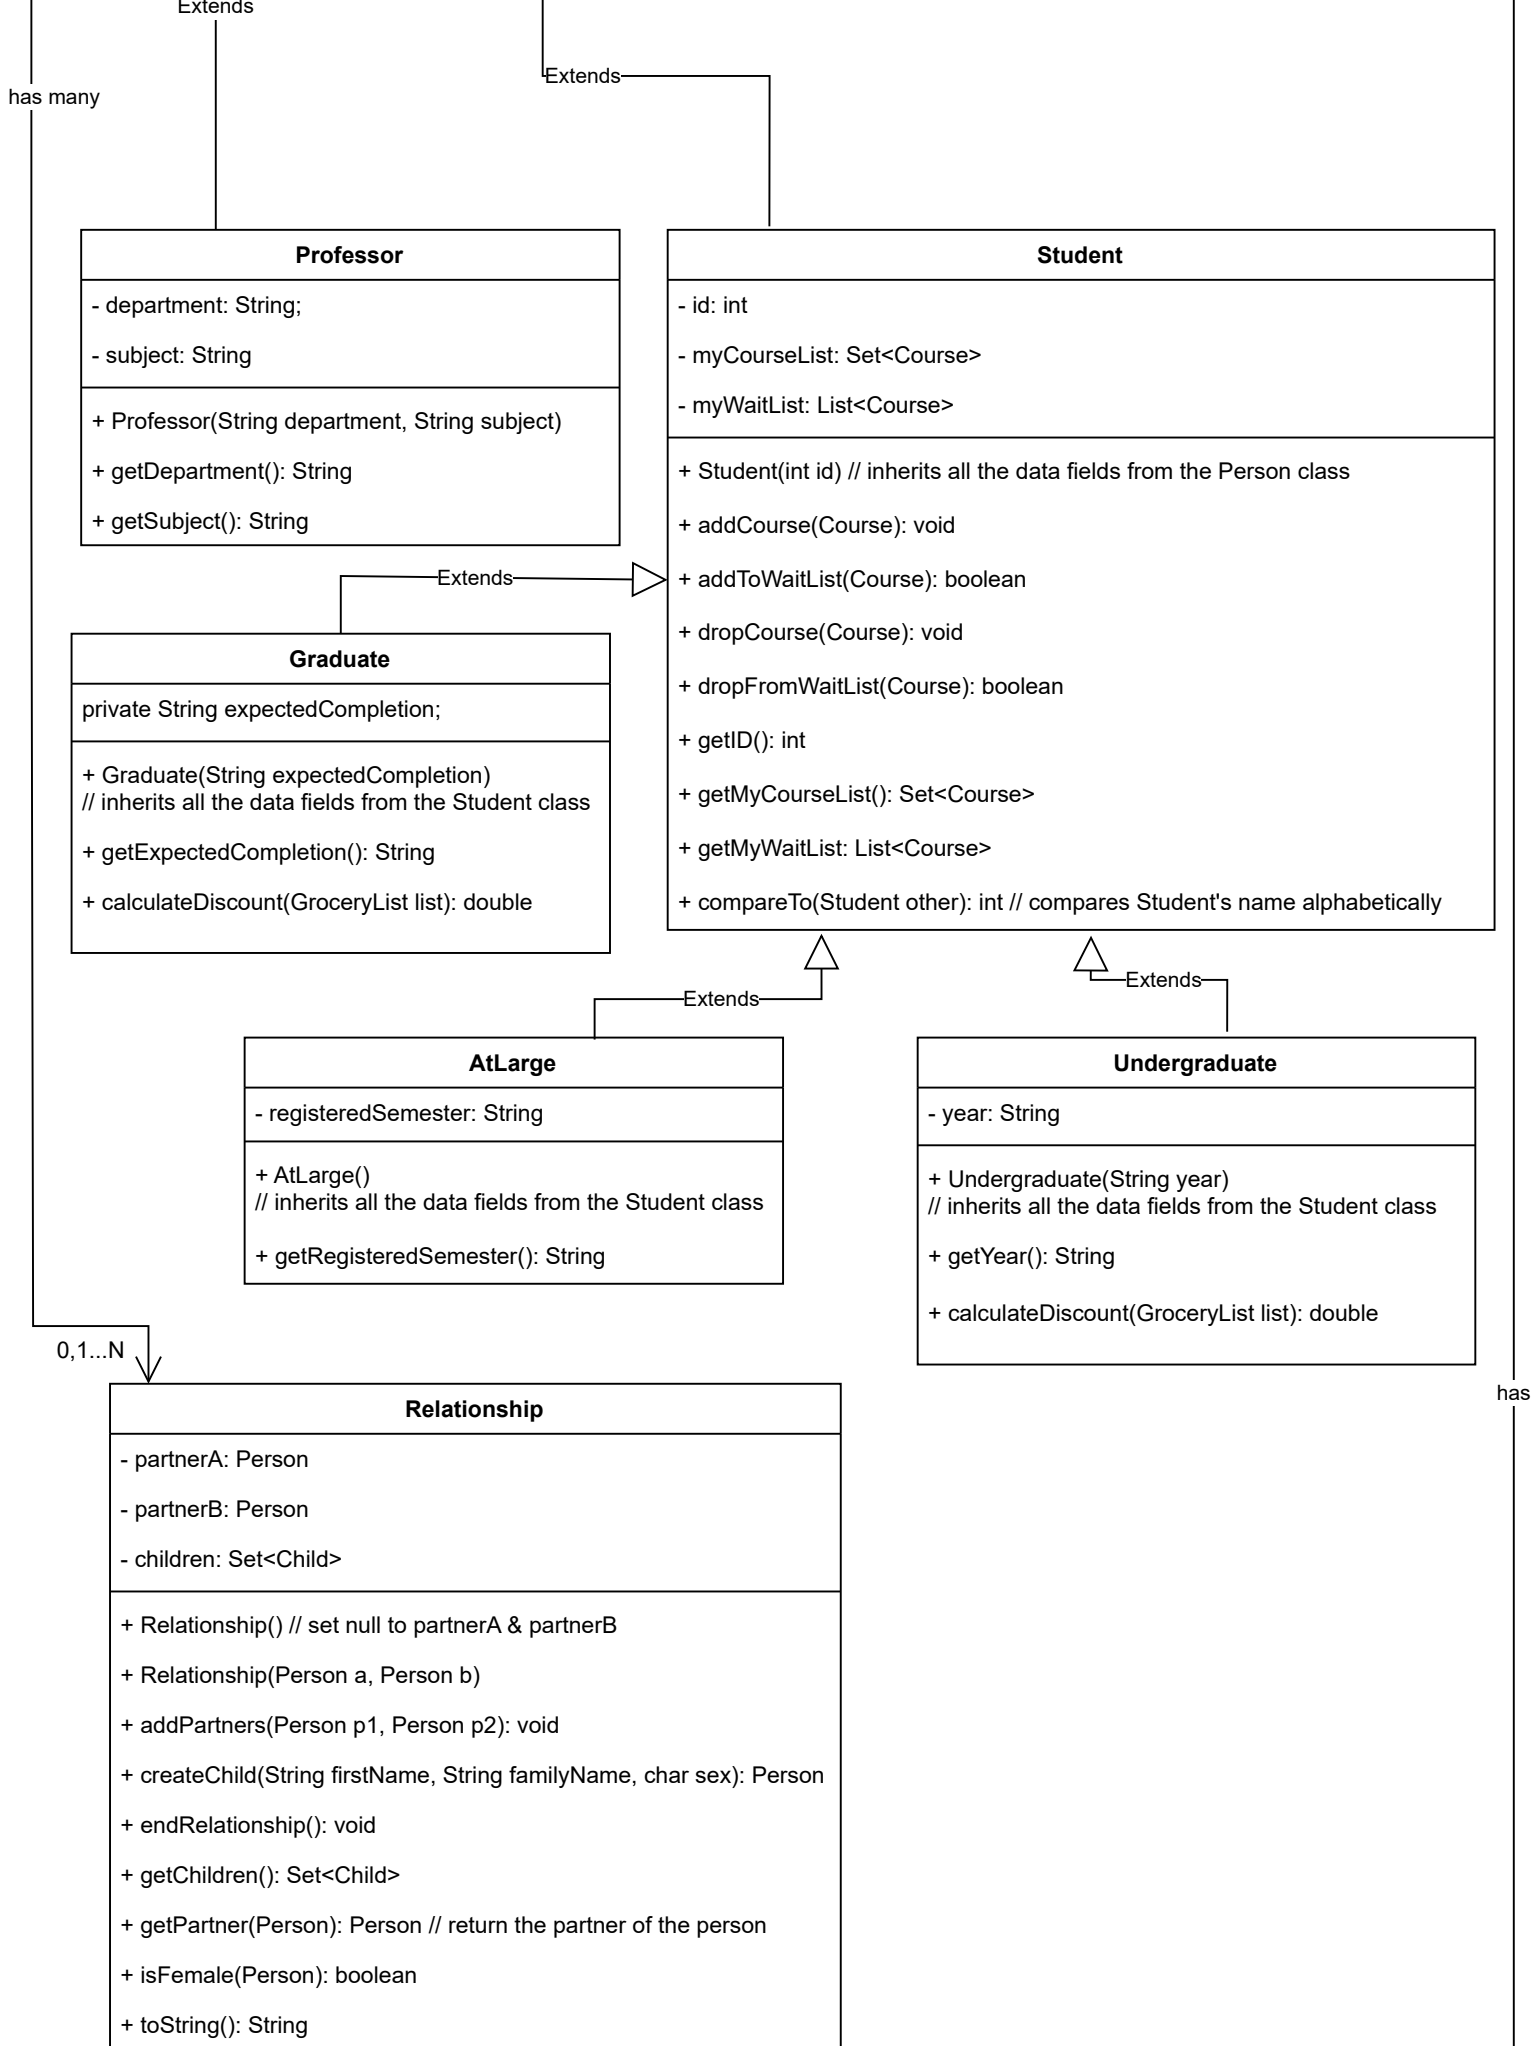 Extends
Extends
has many
Professor
- department: String;
- subject: String
+ Professor(String department, String subject)
+ getDepartment(): String
+ getSubject(): String
Student
- id: int
- myCourseList: Set<Course>
- myWaitList: List<Course>
+ Student(int id) // inherits all the data fields from the Person class
+ addCourse(Course): void
+ addToWaitList(Course): boolean
+ dropCourse(Course): void
+ dropFromWaitList(Course): boolean
+ getID(): int
+ getMyCourseList(): Set<Course>
+ getMyWaitList: List<Course>
+ compareTo(Student other): int // compares Student's name alphabetically
Extends
Graduate
private String expectedCompletion;
+ Graduate(String expectedCompletion)
// inherits all the data fields from the Student class
+ getExpectedCompletion(): String
+ calculateDiscount(GroceryList list): double
Extends
Extends
AtLarge
- registeredSemester: String
+ AtLarge()
// inherits all the data fields from the Student class
+ getRegisteredSemester(): String
Undergraduate
- year: String
+ Undergraduate(String year)
// inherits all the data fields from the Student class
+ getYear(): String
+ calculateDiscount(GroceryList list): double
0,1...N
has
Relationship
- partnerA: Person
- partnerB: Person
- children: Set<Child>
+ Relationship() // set null to partnerA & partnerB
+ Relationship(Person a, Person b)
+ addPartners(Person p1, Person p2): void
+ createChild(String firstName, String familyName, char sex): Person
+ endRelationship(): void
+ getChildren(): Set<Child>
+ getPartner(Person): Person // return the partner of the person
+ isFemale(Person): boolean
+ toString(): String